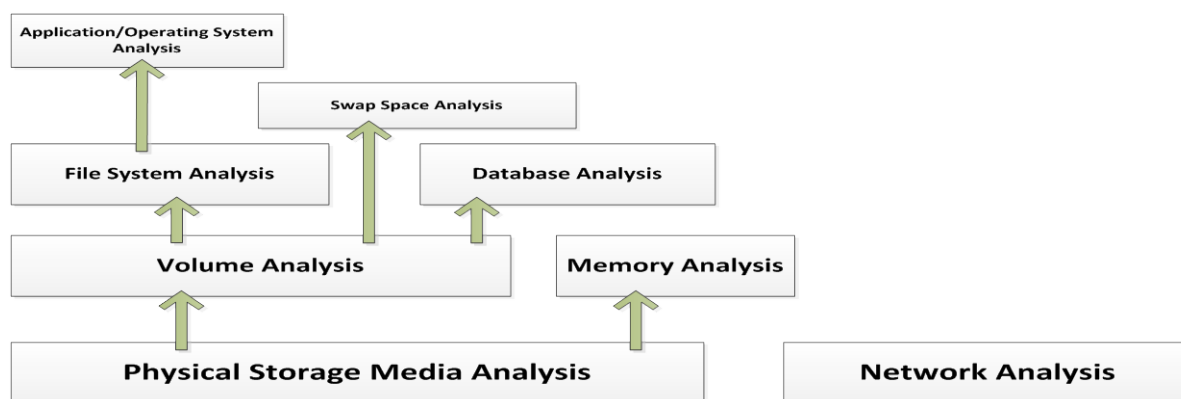 Application/Operating System
Analysis
Swap Space Analysis
File System Analysis
Database Analysis
Volume Analysis
Memory Analysis
Physical Storage Media Analysis
Network Analysis